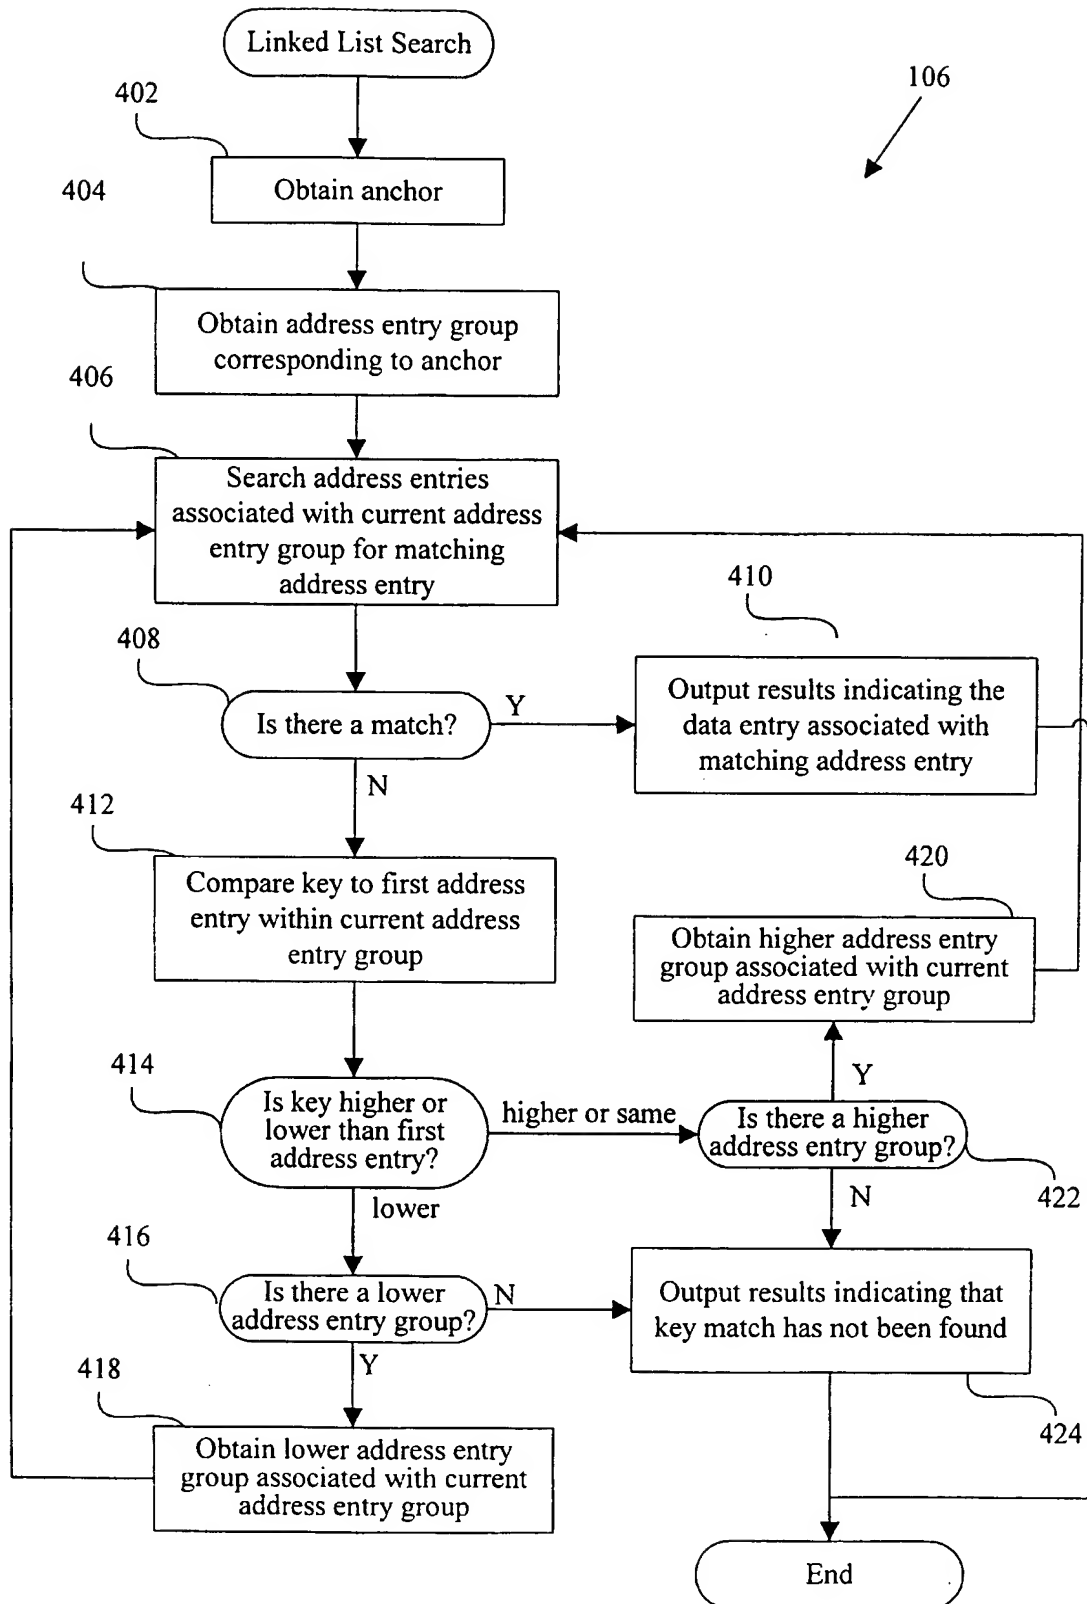 Linked List Search
106
402
Obtain anchor
404
Obtain address entry group
corresponding to anchor
406
Search address entries
associated with current address
entry group for matching
address entry
410
408
Is there a match?
Y
Output results indicating the
data entry associated with
matching address entry
N
412
Compare key to first address
entry within current address
entry group
420
Obtain higher address entry
group associated with current
address entry group
414
Is key higher or
lower than first
address entry?
higher or same
Y
Is there a higher
address entry group?
422
lower
N
416
Is there a lower
address entry group?
N
Output results indicating that
key match has not been found
424
Y
418
Obtain lower address entry
group associated with current
address entry group
End